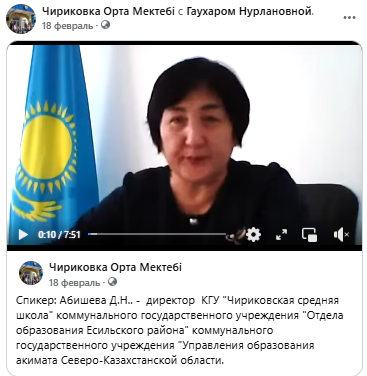 Чириковка Орта Мектебі с Гаухаром Нурлановной.
18 февраль ·
0:10 / 7:51
Чириковка Орта Мектебі
18 февраль ·
Спикер: Абишева Д.Н.. - директор КГУ "Чириковская средняя
школа" коммунального государственного учреждения "Отдела
образования Есильского района" коммунального
государственного учреждения "Управления образования
акимата Северо-Казахстанской области.